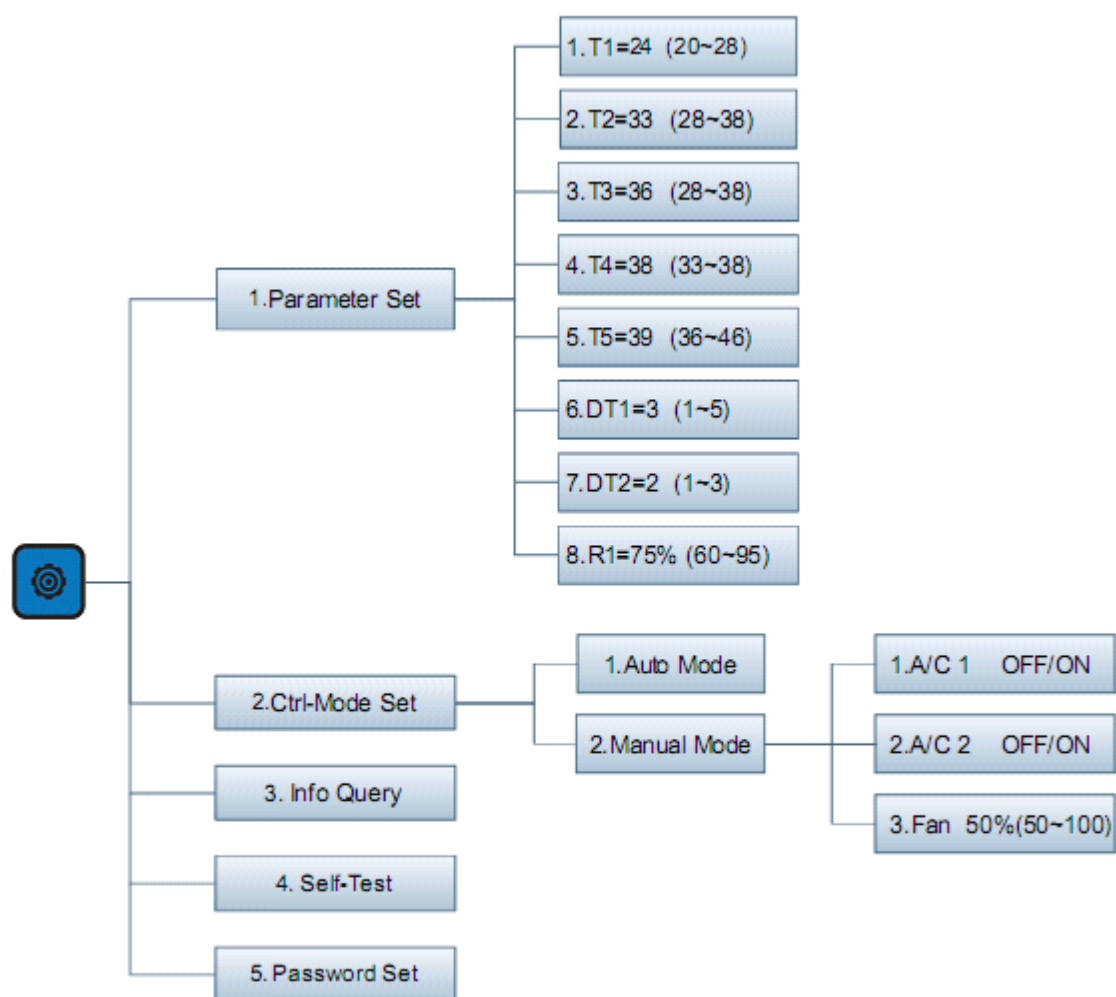 1.T1=24 (20~28)
2.T2=33 (28~38)
3.T3=36 (28~38)
4.T4=38 (33~38)
5.T5=39 (36~46)
1.Parameter Set
6.DT1=3 (1~5)
7.DT2=2 (1~3)
8.R1=75% (60~95)
2.Ctrl-Mode Set
1.Auto Mode
2.Manual Mode
1.A/C 1 OFF/ON
2.A/C 2 OFF/ON
3.Fan 50%(50~100)
3. Info Query
4. Self-Test
5. Password Set